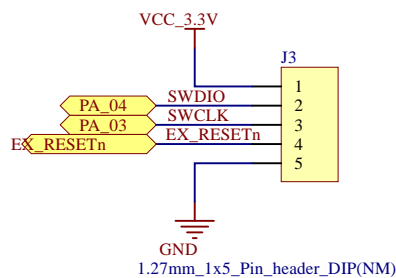 VCC_3.3V
J3
1
PA_04 SWDIO 2
PA_03 SWCLK 3
EX_RESETn EX_RESETn 4
5
GND
1.27mm_1x5_Pin_header_DIP(NM)